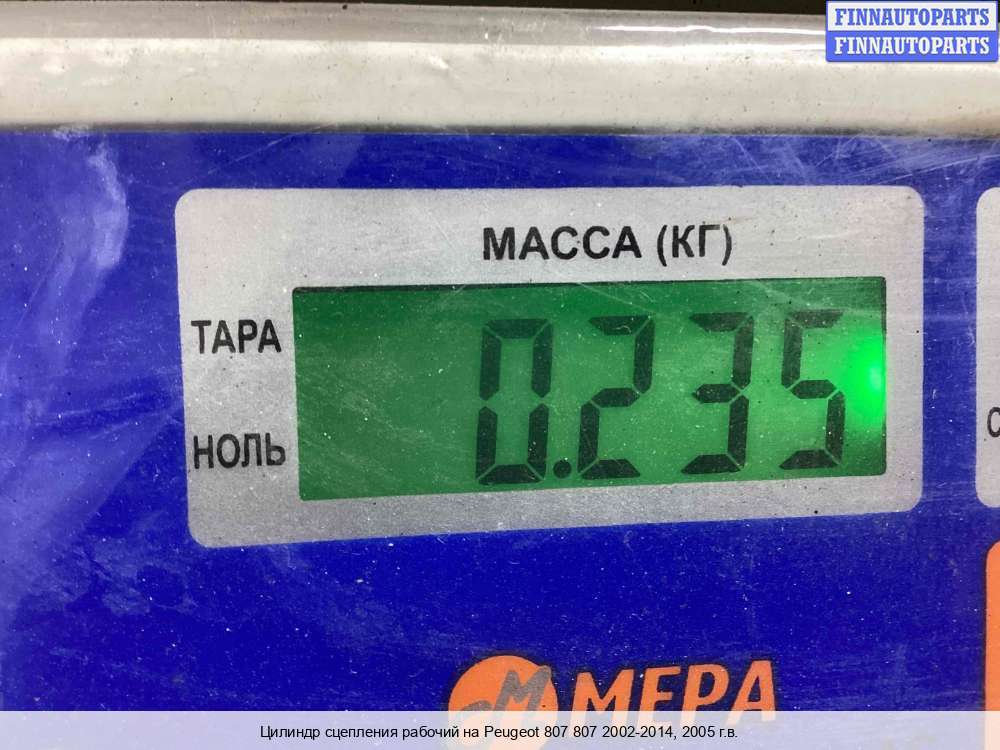 FINNAUTOPARTS
FINNAUTOPARTS
МАССА (КГ)
ТАРА
0.235
НОЛЬ
МЕРА
Цилиндр сцепления рабочий на Peugeot 807 807 2002-2014, 2005 г.в.